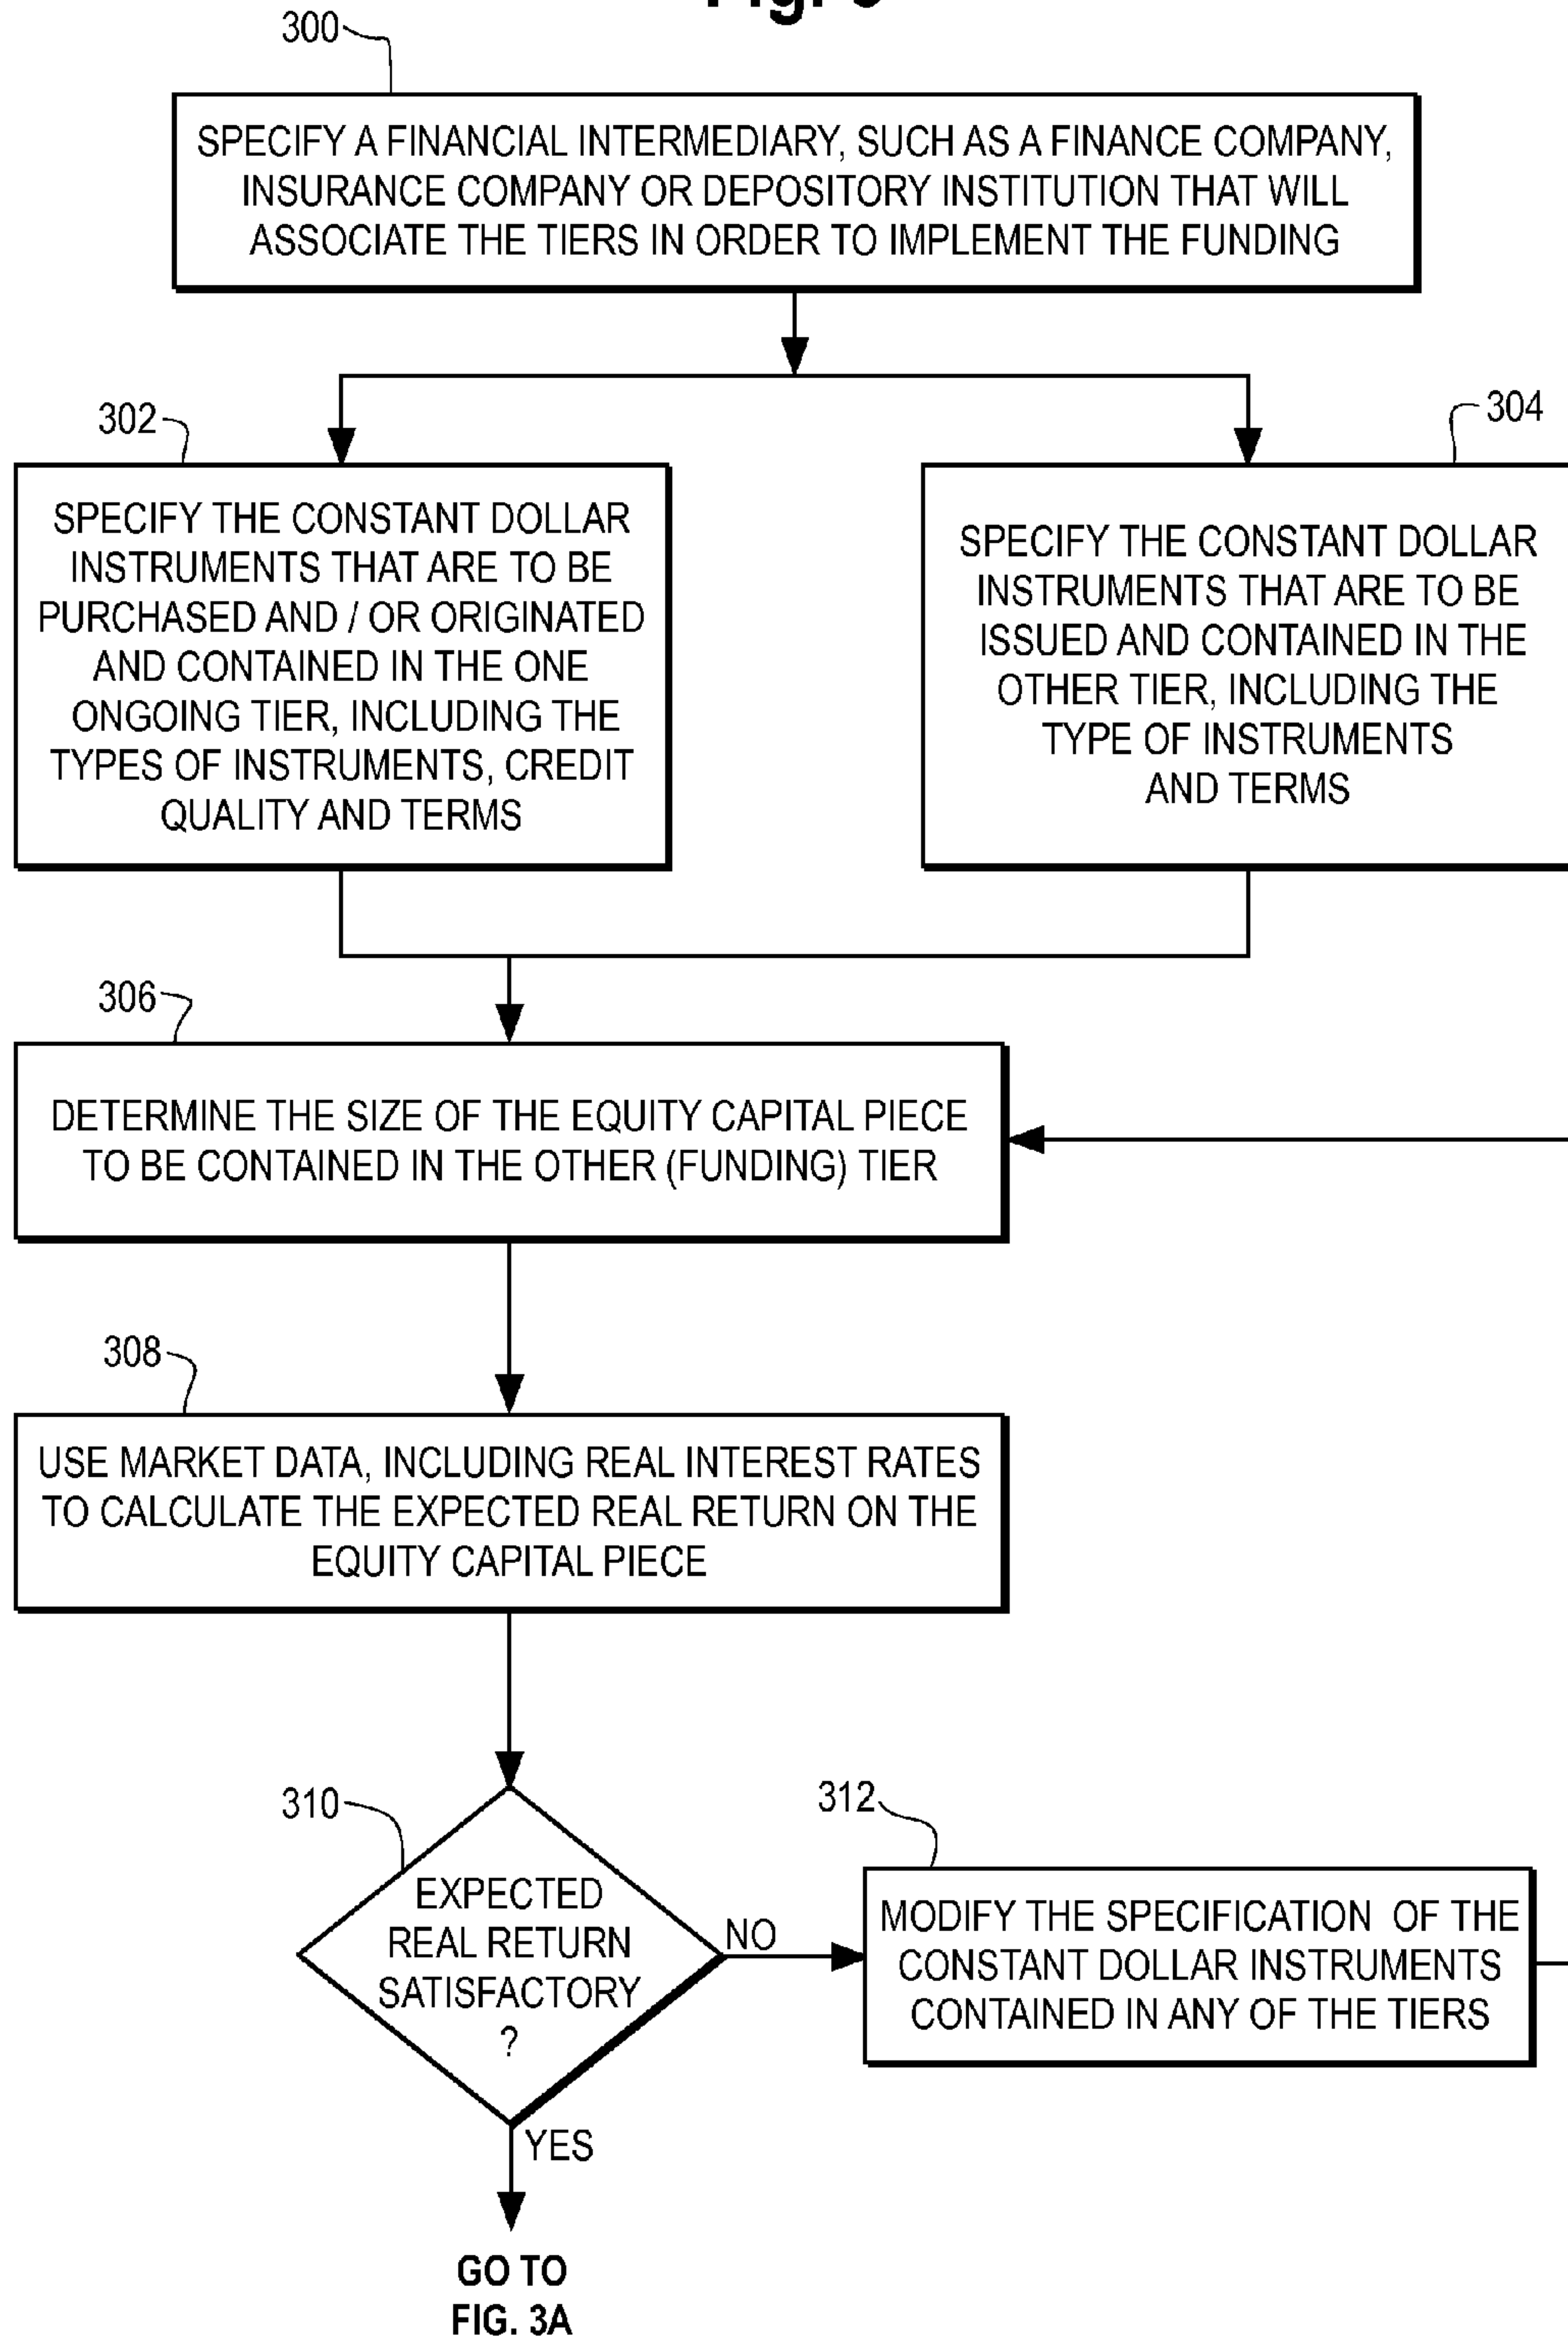 300
SPECIFY A FINANCIAL INTERMEDIARY, SUCH AS A FINANCE COMPANY,
INSURANCE COMPANY OR DEPOSITORY INSTITUTION THAT WILL
ASSOCIATE THE TIERS IN ORDER TO IMPLEMENT THE FUNDING
302
SPECIFY THE CONSTANT DOLLAR
INSTRUMENTS THAT ARE TO BE
PURCHASED AND / OR ORIGINATED
AND CONTAINED IN THE ONE
ONGOING TIER, INCLUDING THE
TYPES OF INSTRUMENTS, CREDIT
QUALITY AND TERMS
304
SPECIFY THE CONSTANT DOLLAR
INSTRUMENTS THAT ARE TO BE
ISSUED AND CONTAINED IN THE
OTHER TIER, INCLUDING THE
TYPE OF INSTRUMENTS
AND TERMS
306
DETERMINE THE SIZE OF THE EQUITY CAPITAL PIECE
TO BE CONTAINED IN THE OTHER (FUNDING) TIER
308
USE MARKET DATA, INCLUDING REAL INTEREST RATES
TO CALCULATE THE EXPECTED REAL RETURN ON THE
EQUITY CAPITAL PIECE
310
EXPECTED
REAL RETURN
SATISFACTORY
?
NO
312
MODIFY THE SPECIFICATION OF THE
CONSTANT DOLLAR INSTRUMENTS
CONTAINED IN ANY OF THE TIERS
YES
GO TO
FIG. 3A